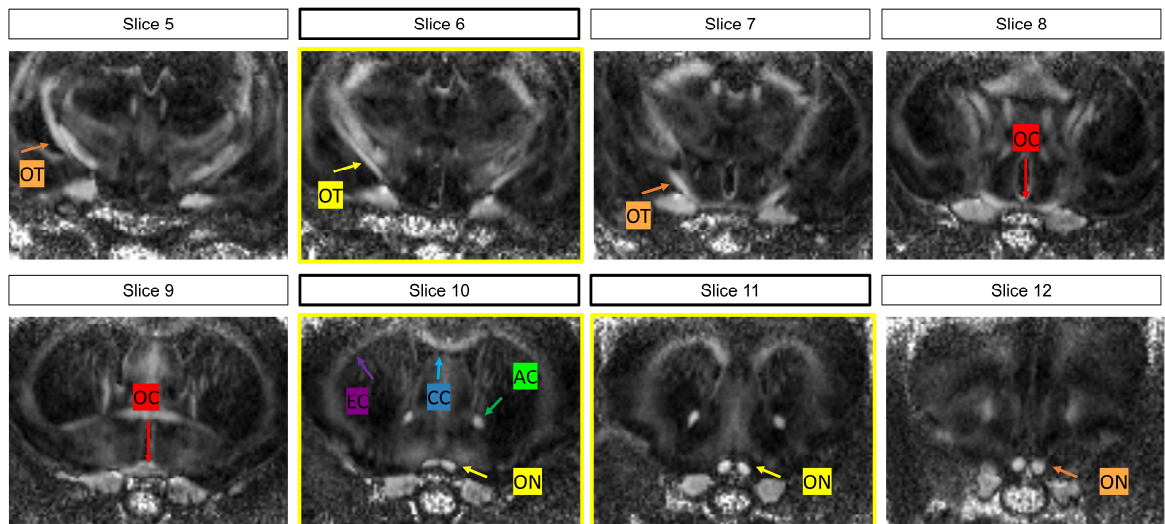 Slice 5
Slice 6
Slice 7
Slice 8
OT
OT
OT
OC
Slice 9
Slice 10
Slice 11
Slice 12
OC
EC
CC
AC
ON
ON
ON